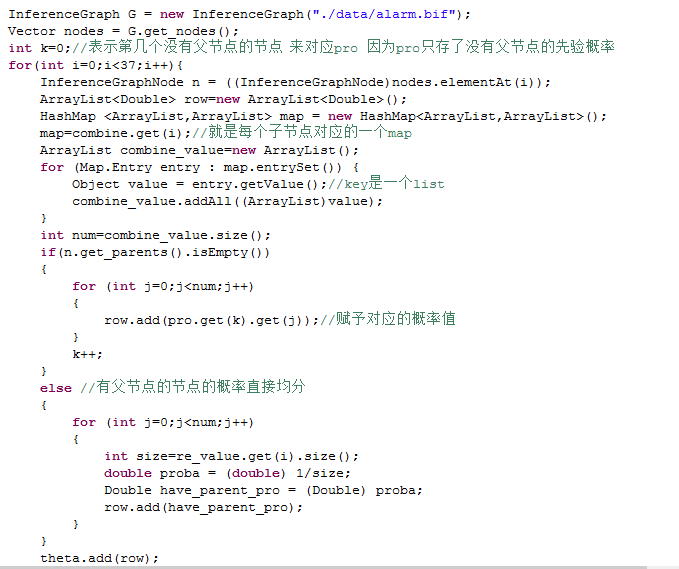 InferenceGraph G = new InferenceGraph("./data/alarm.bif");
Vector nodes = G.get_nodes();
int k=0;//表示第几个没有父节点的节点 来对应pro 因为pro只存了没有父节点的先验概率
for(int i=0;i<37;i++){
    InferenceGraphNode n = ((InferenceGraphNode)nodes.elementAt(i));
    ArrayList<Double> row=new ArrayList<Double>();
    HashMap <ArrayList,ArrayList> map = new HashMap<ArrayList,ArrayList>();
    map=combine.get(i);//就是每个子节点对应的一个map
    ArrayList combine_value=new ArrayList();
    for (Map.Entry entry : map.entrySet()) {
        Object value = entry.getValue();//key是一个list
        combine_value.addAll((ArrayList)value);
    }
    int num=combine_value.size();
    if(n.get_parents().isEmpty())
    {
        for (int j=0;j<num;j++)
        {
            row.add(pro.get(k).get(j));//赋予对应的概率值
        }
        k++;
    }
    else //有父节点的节点的概率直接均分
    {
        for (int j=0;j<num;j++)
        {
            int size=re_value.get(i).size();
            double proba = (double) 1/size;
            Double have_parent_pro = (Double) proba;
            row.add(have_parent_pro);
        }
    }
    theta.add(row);